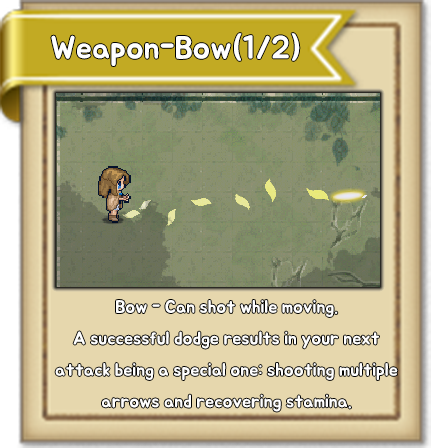 Weapon-Bow(1/2)
Bow - Can shot while moving.
A successful dodge results in your next
attack being a special one: shooting multiple
arrows and recovering stamina.